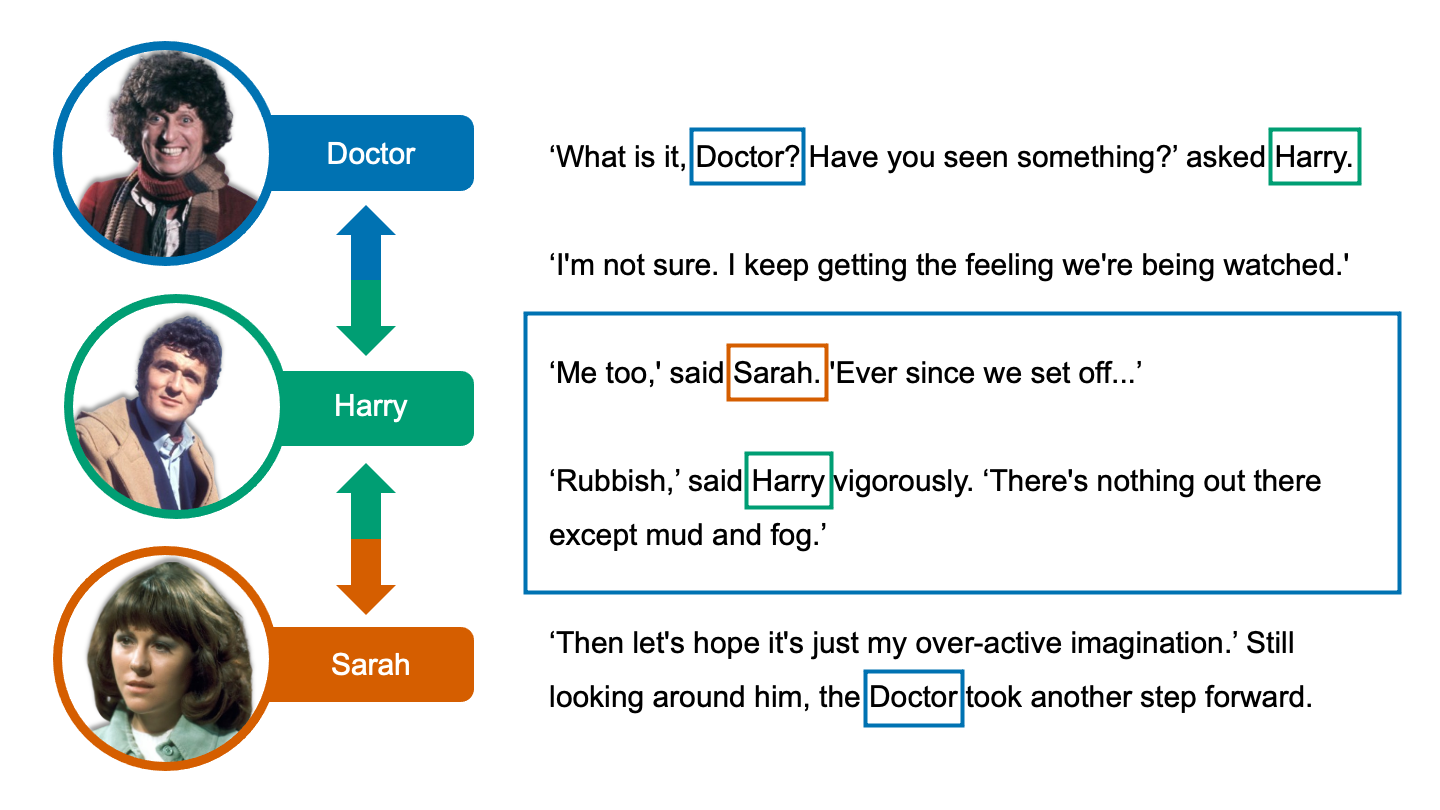 Doctor
‘What is it, Doctor? Have you seen something?’ asked Harry.
‘I'm not sure. I keep getting the feeling we're being watched.'
Harry
‘Me too,' said Sarah. 'Ever since we set off...’
‘Rubbish,’ said Harry vigorously. ‘There's nothing out there
except mud and fog.’
Sarah
‘Then let's hope it's just my over-active imagination.’ Still
looking around him, the Doctor took another step forward.